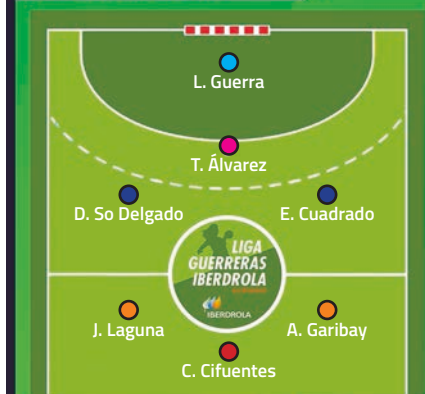 L. Guerra
T. Álvarez
D. So Delgado
E. Cuadrado
LIGA
GUERRERAS
IBERDROLA
IBERDROLA
J. Laguna
A. Garibay
C. Cifuentes